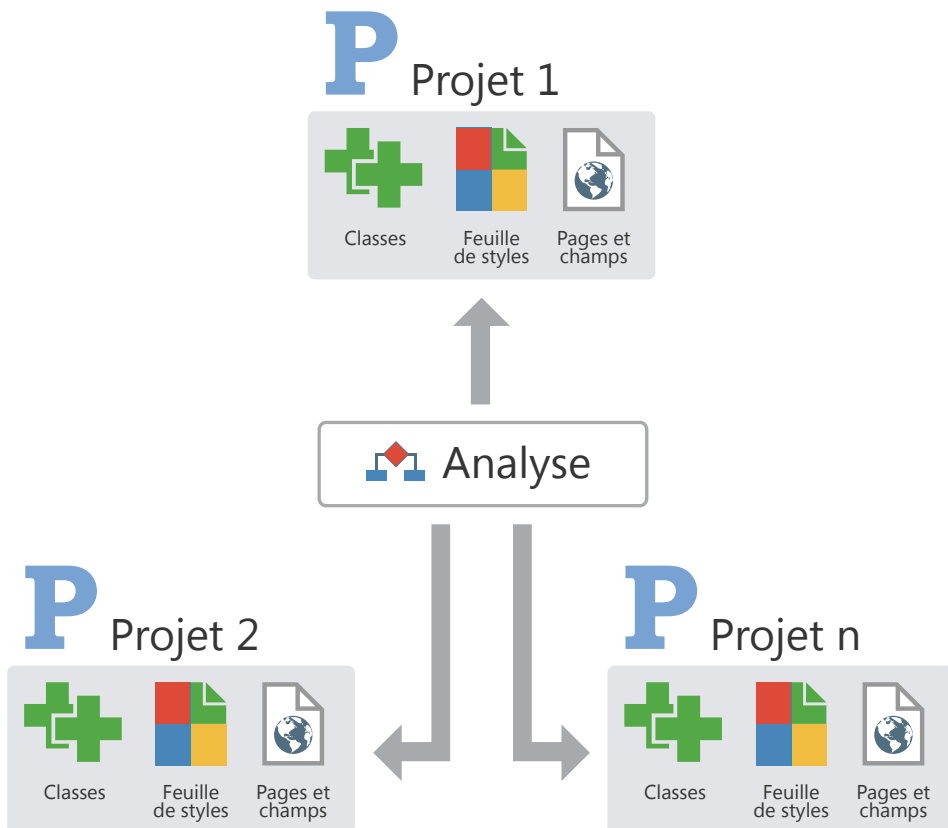 P Projet 1
Classes
Feuille
de styles
Pages et
champs
Analyse
P Projet 2
Classes
Feuille
de styles
Pages et
champs
P Projet n
Classes
Feuille
de styles
Pages et
champs